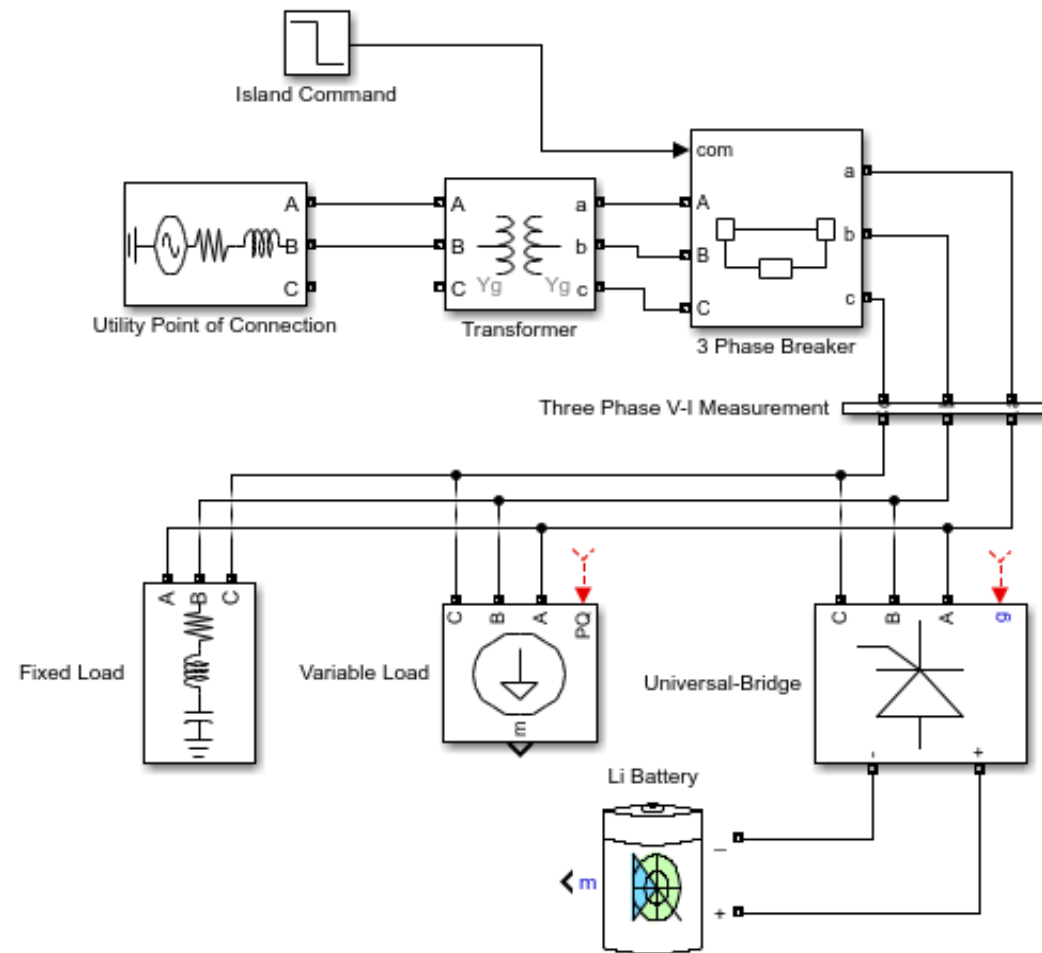 Island Command
com
A
B
C
a
b
c
A
B
C
Utility Point of Connection
A
B
C
Yg
Yg
a
b
c
Transformer
3 Phase Breaker
Three Phase V-I Measurement
A
B
C
Fixed Load
C
B
A
PQ
m
Variable Load
C
B
A
g
-
+
Universal-Bridge
Li Battery
m
_
+